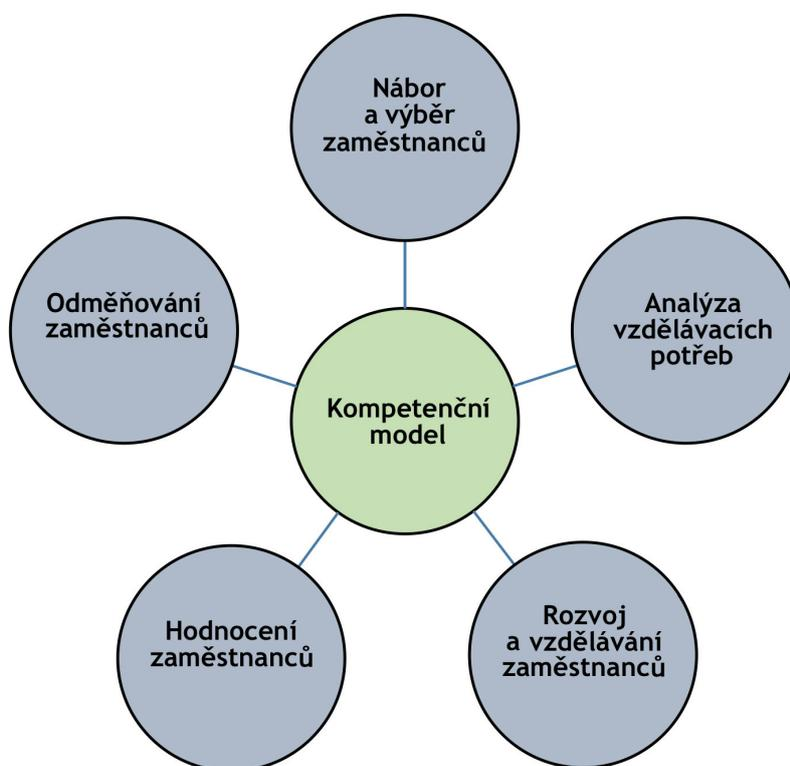 Nábor
a výběr
zaměstnanců
Odměňování
zaměstnanců
Analýza
vzdělávacích
potřeb
Kompetenční
model
Hodnocení
zaměstnanců
Rozvoj
a vzdělávání
zaměstnanců